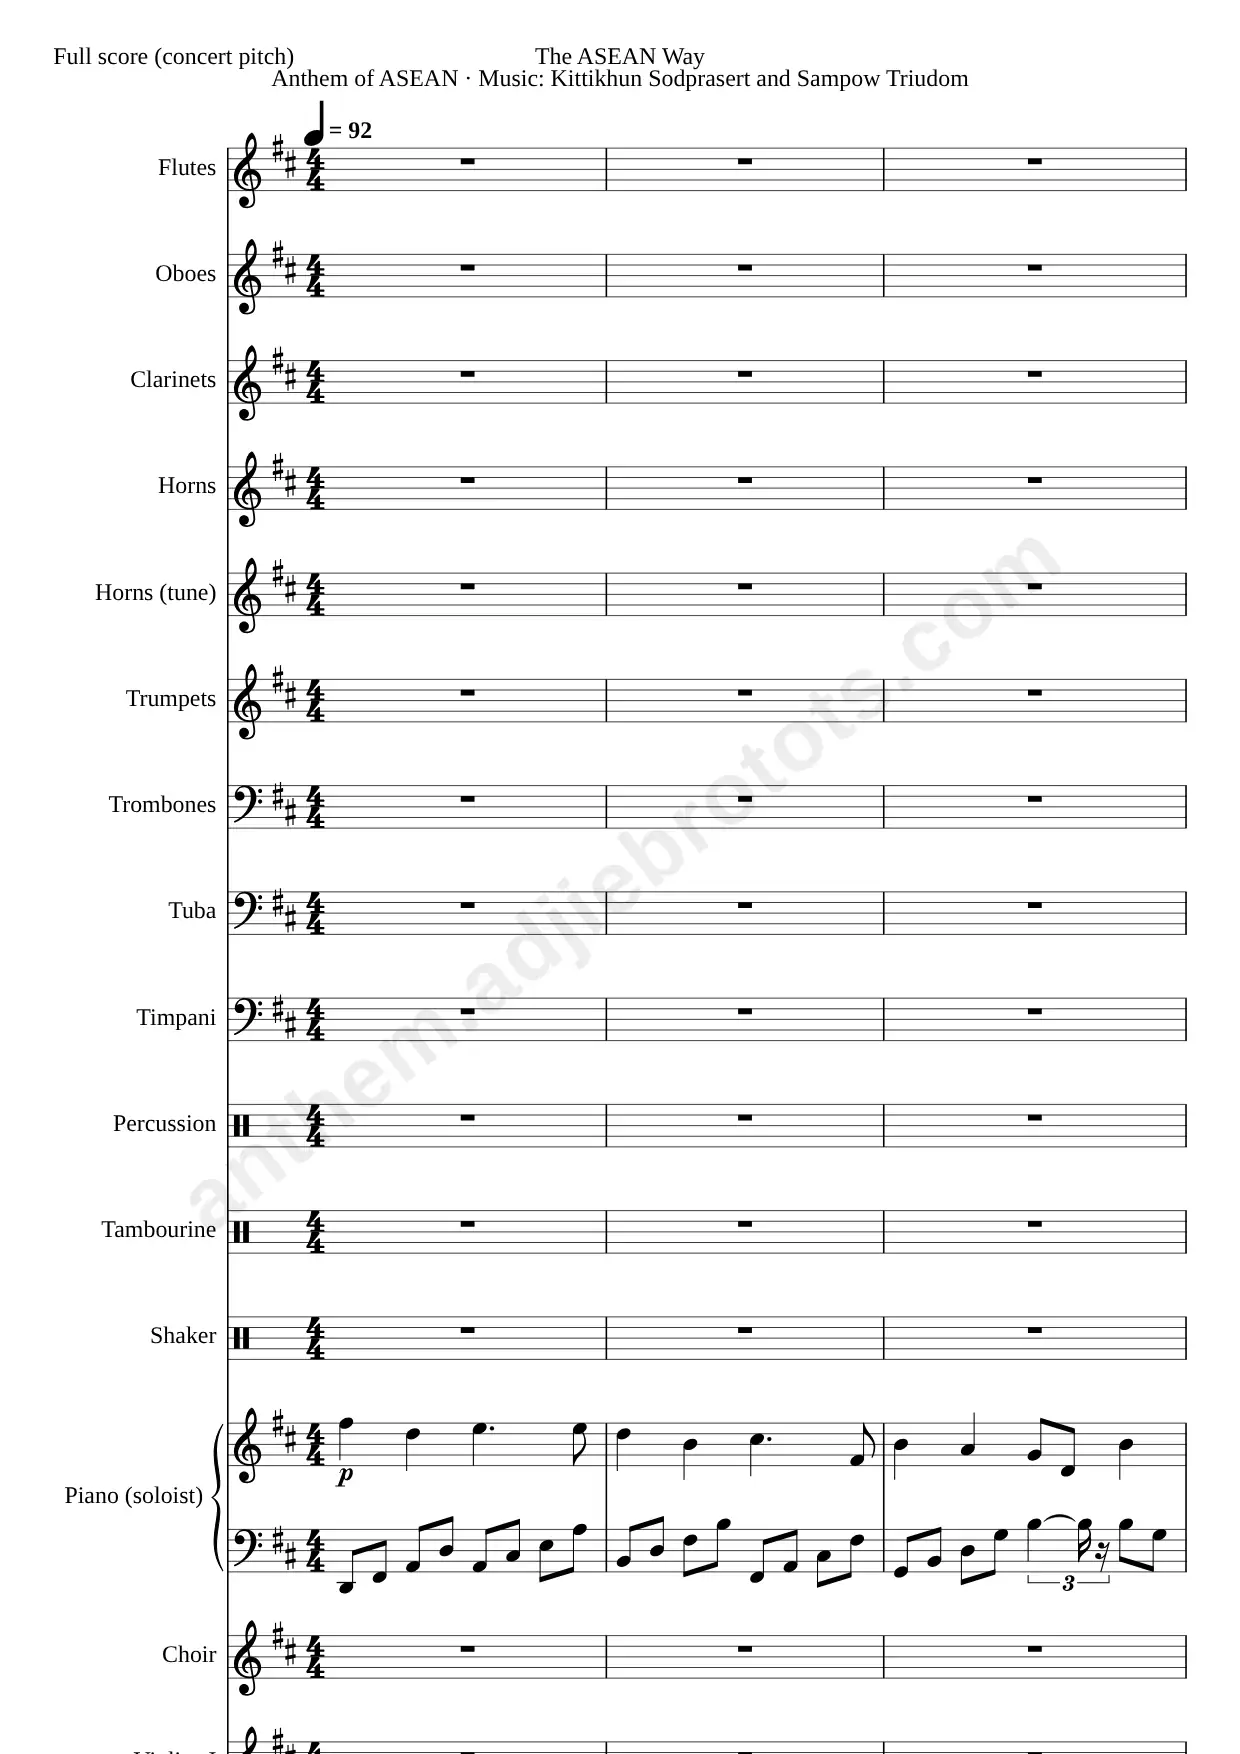 Full score (concert pitch)
The ASEAN Way
Anthem of ASEAN · Music: Kittikhun Sodprasert and Sampow Triudom
= 92
Flutes
Oboes
Clarinets
Horns
Horns (tune)
Trumpets
Trombones
Tuba
Timpani
Percussion
Tambourine
Shaker
p
Piano (soloist)
3
Choir
anthem.adjiebrotots.com